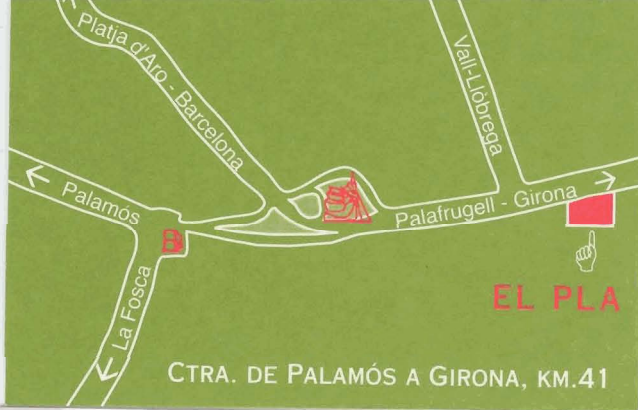 Platja d'Aro - Barcelona
Vall-Llòbrega
Palamós
Palafrugell - Girona
B
La Fosca
EL PLA
CTRA. DE PALAMÓS A GIRONA, KM.41